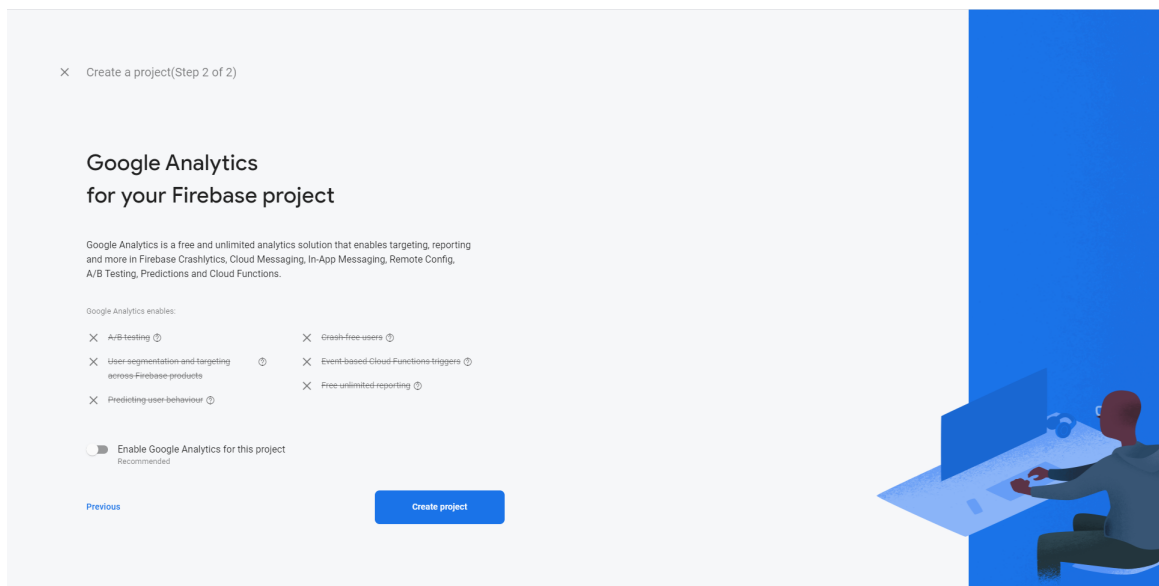 Create a project(Step 2 of 2)
Google Analytics
for your Firebase project
Google Analytics is a free and unlimited analytics solution that enables targeting, reporting
and more in Firebase Crashlytics, Cloud Messaging, In-App Messaging, Remote Config,
A/B Testing, Predictions and Cloud Functions.
Google Analytics enables:
A/B testing
User segmentation and targeting
across Firebase products
Predicting user behaviour
Crash-free users
Event-based Cloud Functions triggers
Free unlimited reporting
Enable Google Analytics for this project
Recommended
Previous
Create project